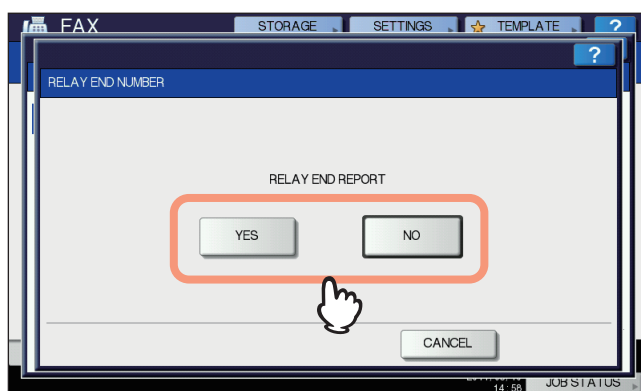 FAX STORAGE SETTINGS TEMPLATE ?
?
RELAY END NUMBER
RELAY END REPORT
YES NO
CANCEL
14:58 JOB STATUS